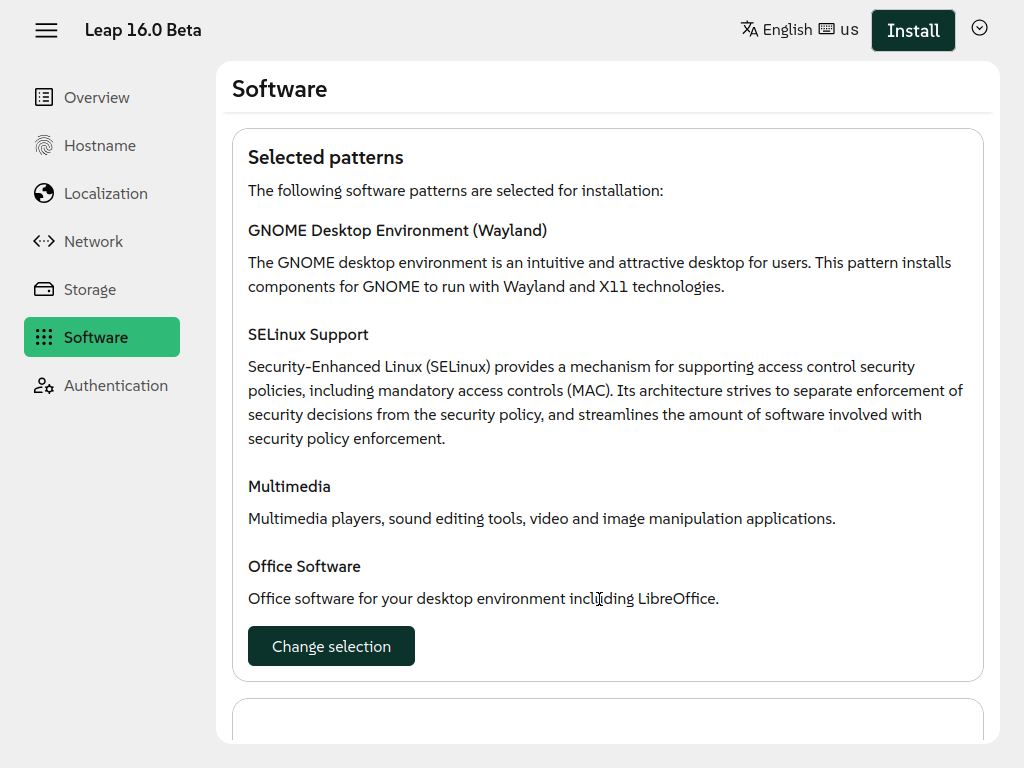 Leap 16.0 Beta
English us
Install
Overview
Hostname
Localization
Network
Storage
Software
Authentication
Software
Selected patterns
The following software patterns are selected for installation:
GNOME Desktop Environment (Wayland)
The GNOME desktop environment is an intuitive and attractive desktop for users. This pattern installs
components for GNOME to run with Wayland and X11 technologies.
SELinux Support
Security-Enhanced Linux (SELinux) provides a mechanism for supporting access control security
policies, including mandatory access controls (MAC). Its architecture strives to separate enforcement of
security decisions from the security policy, and streamlines the amount of software involved with
security policy enforcement.
Multimedia
Multimedia players, sound editing tools, video and image manipulation applications.
Office Software
Office software for your desktop environment including LibreOffice.
Change selection